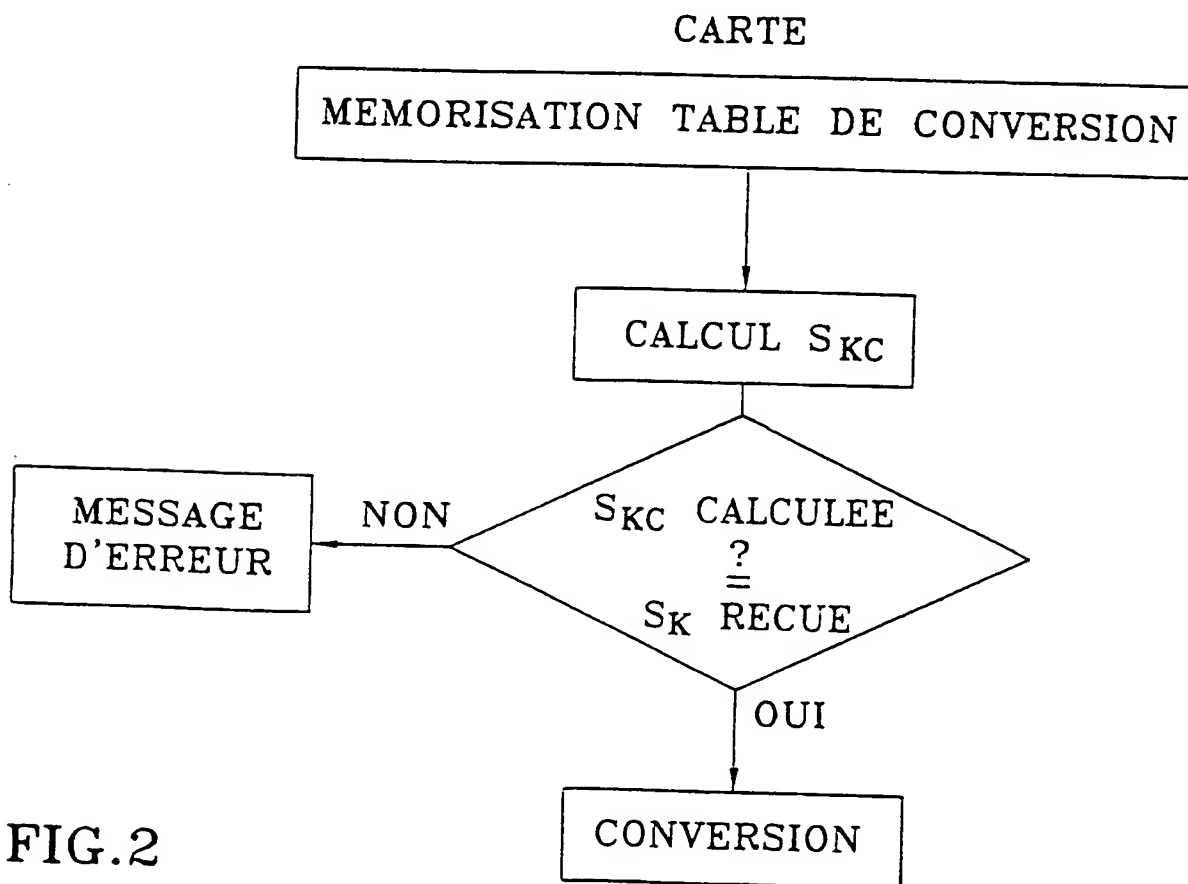 CARTE
MEMORISATION TABLE DE CONVERSION
CALCUL SKC
SKC CALCULEE
?
=
SK RECUE
NON
MESSAGE
D'ERREUR
OUI
CONVERSION
FIG.2